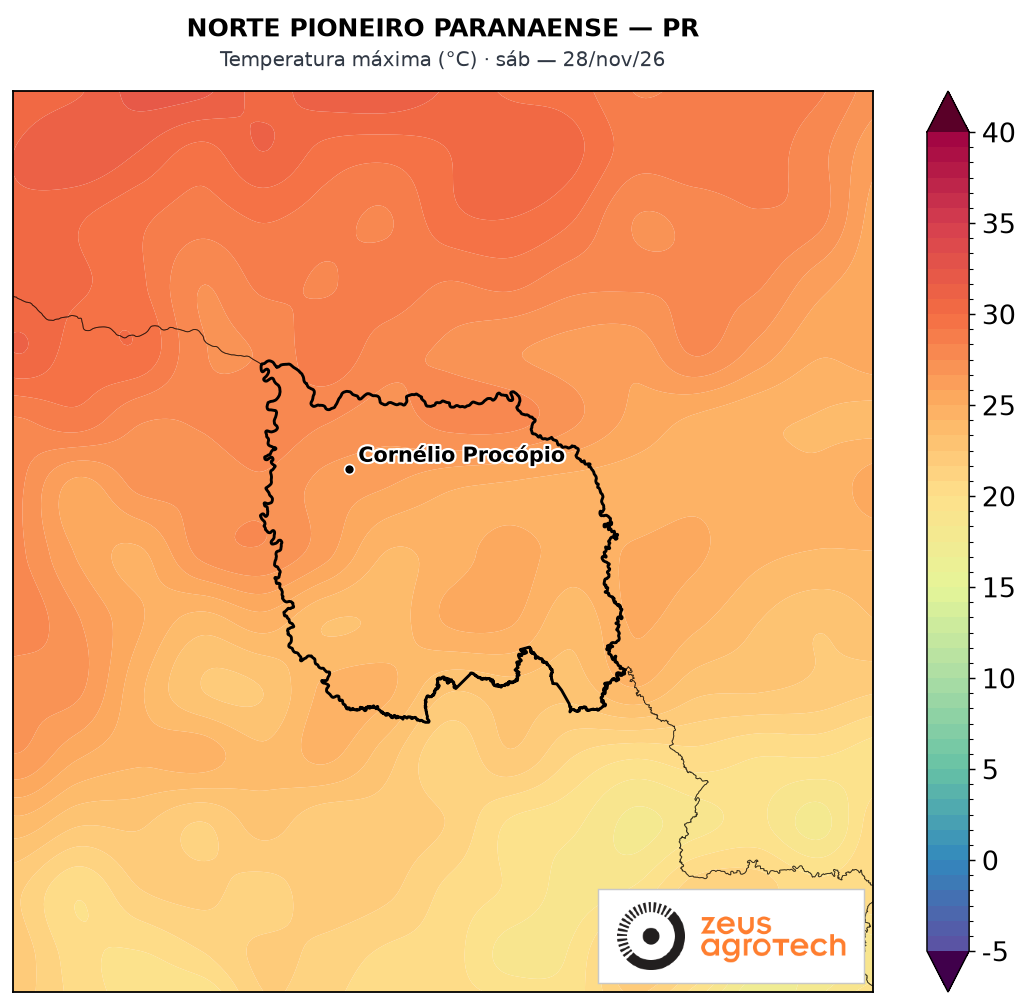 NORTE PIONEIRO PARANAENSE — PR
Temperatura máxima (°C) · sáb — 28/nov/26
Cornélio Procópio
40
35
30
25
20
15
10
5
0
-5
zeus
agrotech